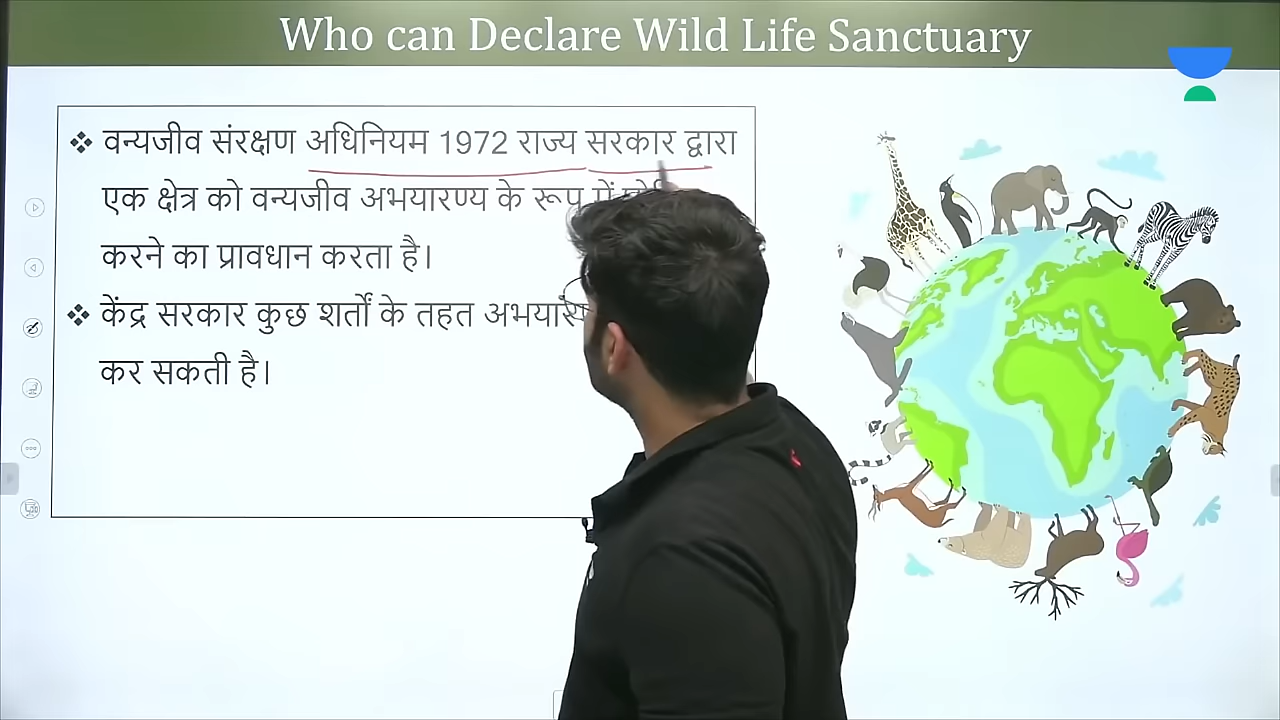 Who can Declare Wild Life Sanctuary
❖ वन्यजीव संरक्षण अधिनियम 1972 राज्य सरकार द्वारा
एक क्षेत्र को वन्यजीव अभयारण्य के रूप में
करने का प्रावधान करता है।
❖ केंद्र सरकार कुछ शर्तों के तहत
कर सकती है।